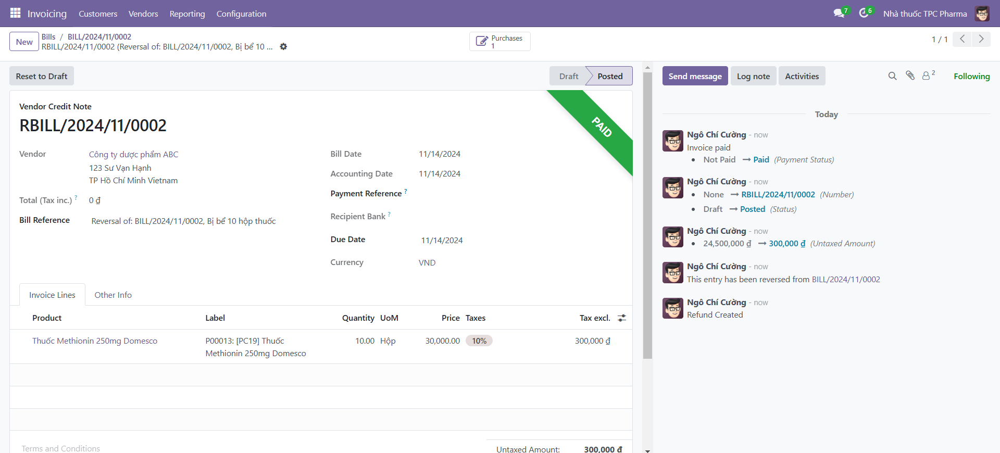 Invoicing Customers Vendors Reporting Configuration 7 6 Nhà thuốc TPC Pharma
New
Bills / BILL/2024/11/0002
RBILL/2024/11/0002 (Reversal of: BILL/2024/11/0002, Bị bể 10 ...
Purchases
1
1 / 1
Reset to Draft
Draft Posted
Send message Log note Activities 2 Following
PAID
Vendor Credit Note
RBILL/2024/11/0002
Vendor Công ty dược phẩm ABC
123 Sư Vạn Hạnh
TP Hồ Chí Minh Vietnam
Total (Tax inc.) ? 0 đ
Bill Reference Reversal of: BILL/2024/11/0002, Bị bể 10 hộp thuốc
Bill Date 11/14/2024
Accounting Date 11/14/2024
Payment Reference ?
Recipient Bank ?
Due Date 11/14/2024
Currency VND
Invoice Lines Other Info
Product Label Quantity UoM Price Taxes Tax excl.
Thuốc Methionin 250mg Domesco P00013: [PC19] Thuốc Methionin 250mg Domesco 10.00 Hộp 30,000.00 10% 300,000 đ
Terms and Conditions
Untaxed Amount: 300,000 đ
Today
Ngô Chí Cường - now
Invoice paid
• Not Paid → Paid (Payment Status)
Ngô Chí Cường - now
• None → RBILL/2024/11/0002 (Number)
• Draft → Posted (Status)
Ngô Chí Cường - now
• 24,500,000 đ → 300,000 đ (Untaxed Amount)
Ngô Chí Cường - now
This entry has been reversed from BILL/2024/11/0002
Ngô Chí Cường - now
Refund Created